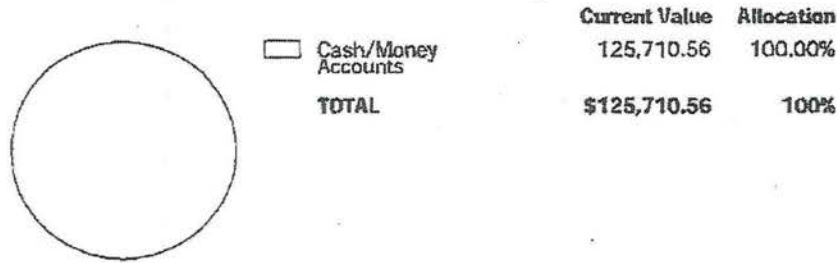 Current Value Allocation
Cash/Money 125,710.56 100.00%
Accounts
TOTAL $125,710.56 100%